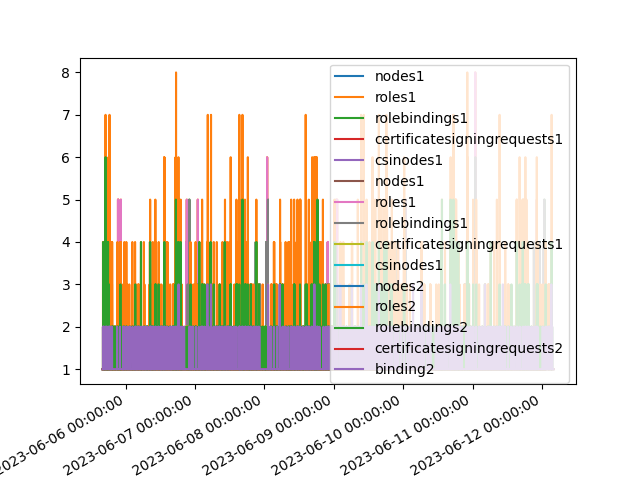 8
7
6
5
4
3
2
1
nodes1
roles1
rolebindings1
certificatesigningrequests1
csinodes1
nodes1
roles1
rolebindings1
certificatesigningrequests1
csinodes1
nodes2
roles2
rolebindings2
certificatesigningrequests2
binding2
2023-06-06 00:00:00
2023-06-07 00:00:00
2023-06-08 00:00:00
2023-06-09 00:00:00
2023-06-10 00:00:00
2023-06-11 00:00:00
2023-06-12 00:00:00